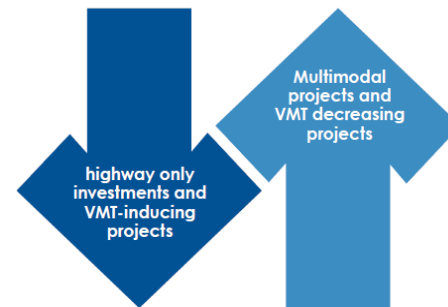 highway only
investments and
VMT-inducing
projects
Multimodal
projects and
VMT decreasing
projects